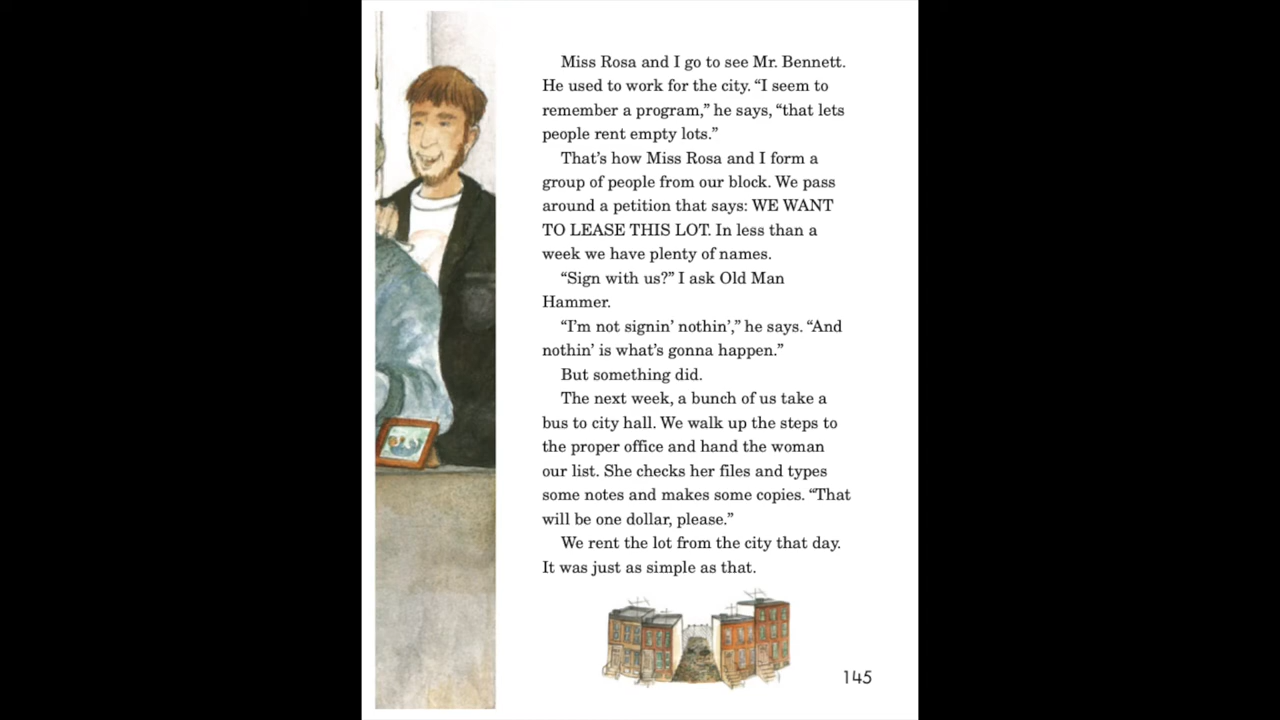 Miss Rosa and I go to see Mr. Bennett.
He used to work for the city. “I seem to
remember a program,” he says, “that lets
people rent empty lots.”
That’s how Miss Rosa and I form a
group of people from our block. We pass
around a petition that says: WE WANT
TO LEASE THIS LOT. In less than a
week we have plenty of names.
“Sign with us?” I ask Old Man
Hammer.
“I’m not signin’ nothin’,” he says. “And
nothin’ is what’s gonna happen.”
But something did.
The next week, a bunch of us take a
bus to city hall. We walk up the steps to
the proper office and hand the woman
our list. She checks her files and types
some notes and makes some copies. “That
will be one dollar, please.”
We rent the lot from the city that day.
It was just as simple as that.
145